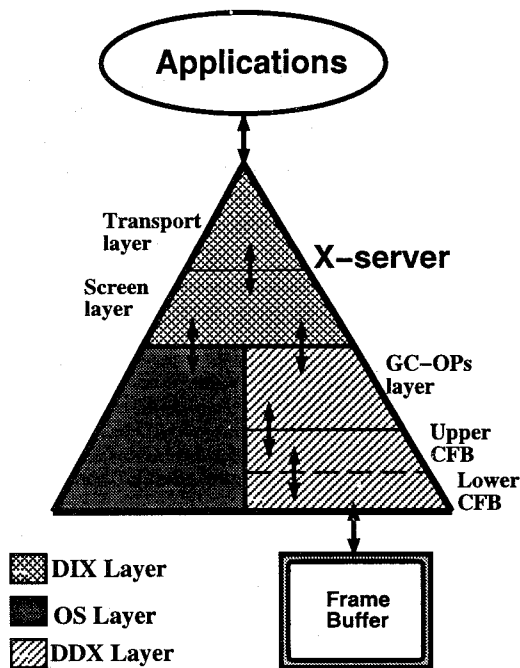 Applications
Transport
layer
X-server
Screen
layer
GC-OPs
layer
Upper
CFB
Lower
CFB
DIX Layer
OS Layer
DDX Layer
Frame
Buffer